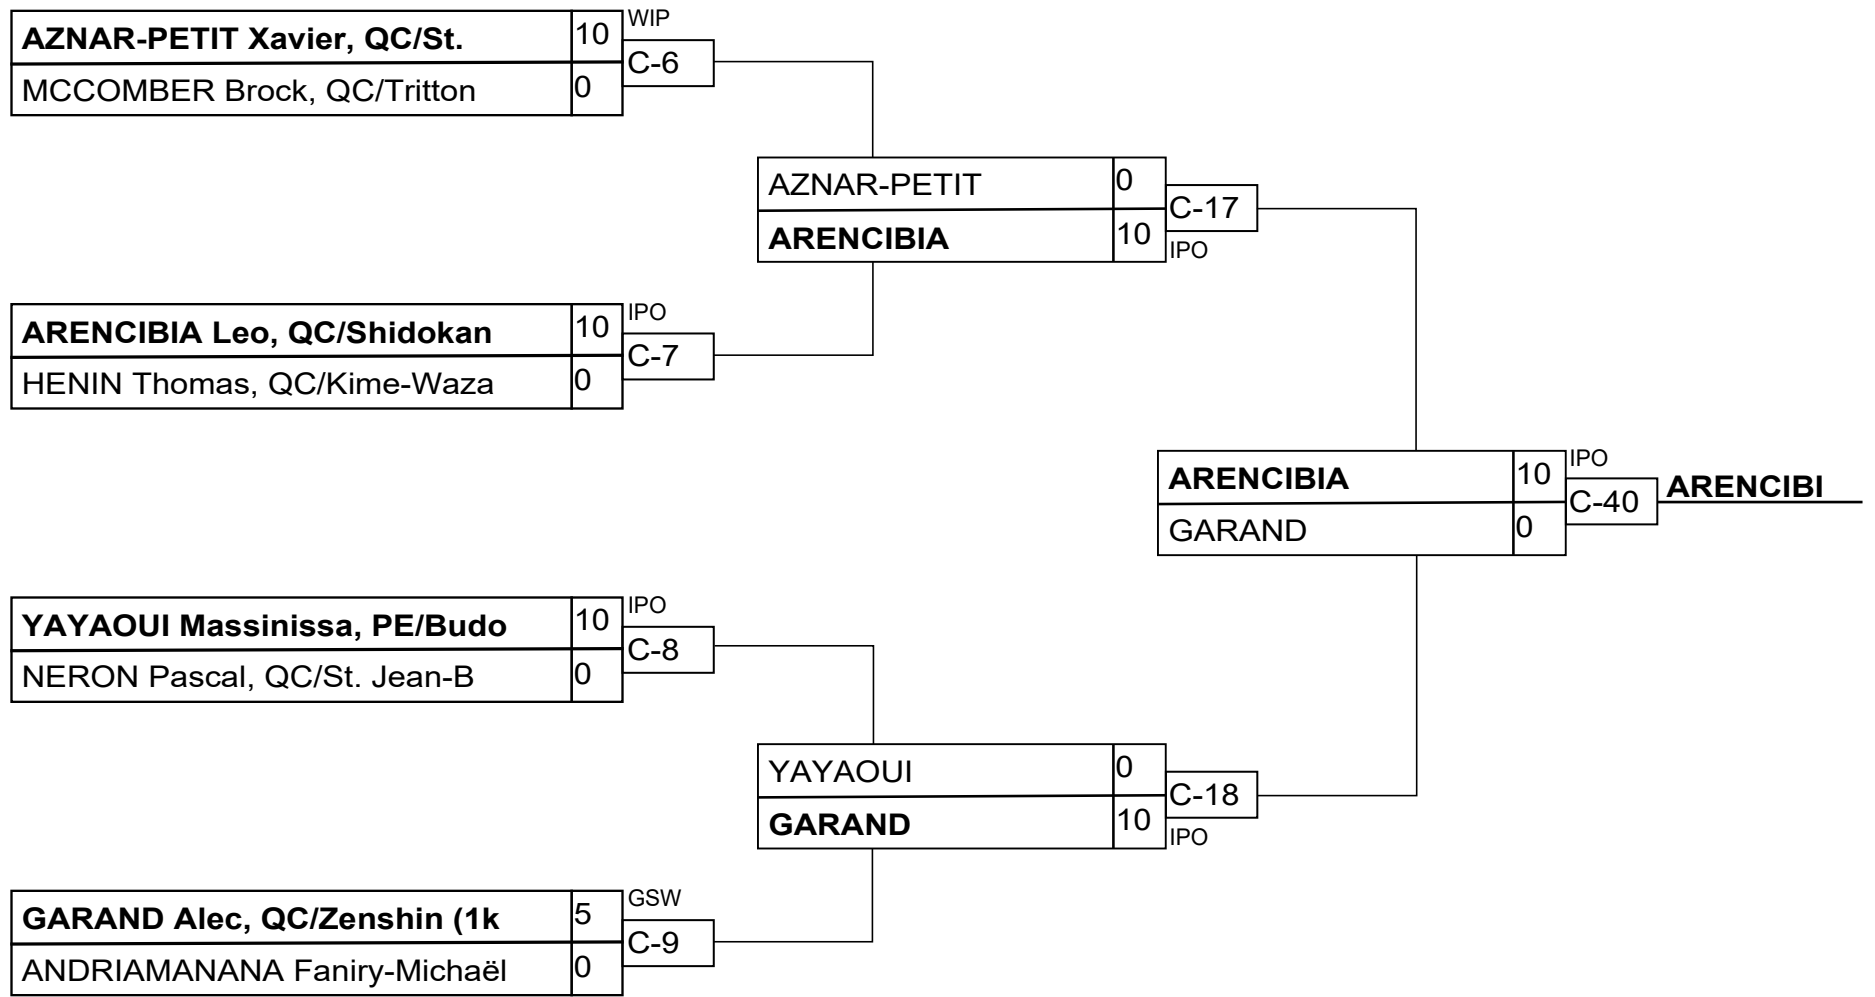 AZNAR-PETIT Xavier, QC/St. 10 WIP
C-6
MCCOMBER Brock, QC/Tritton 0
AZNAR-PETIT 0
C-17
ARENCIBIA 10 IPO
ARENCIBIA Leo, QC/Shidokan 10 IPO
C-7
HENIN Thomas, QC/Kime-Waza 0
ARENCIBIA 10 IPO
C-40 ARENCIBI
GARAND 0
YAYAOUI Massinissa, PE/Budo 10 IPO
C-8
NERON Pascal, QC/St. Jean-B 0
YAYAOUI 0
C-18
GARAND 10 IPO
GARAND Alec, QC/Zenshin (1k 5 GSW
C-9
ANDRIAMANANA Faniry-Michaël 0